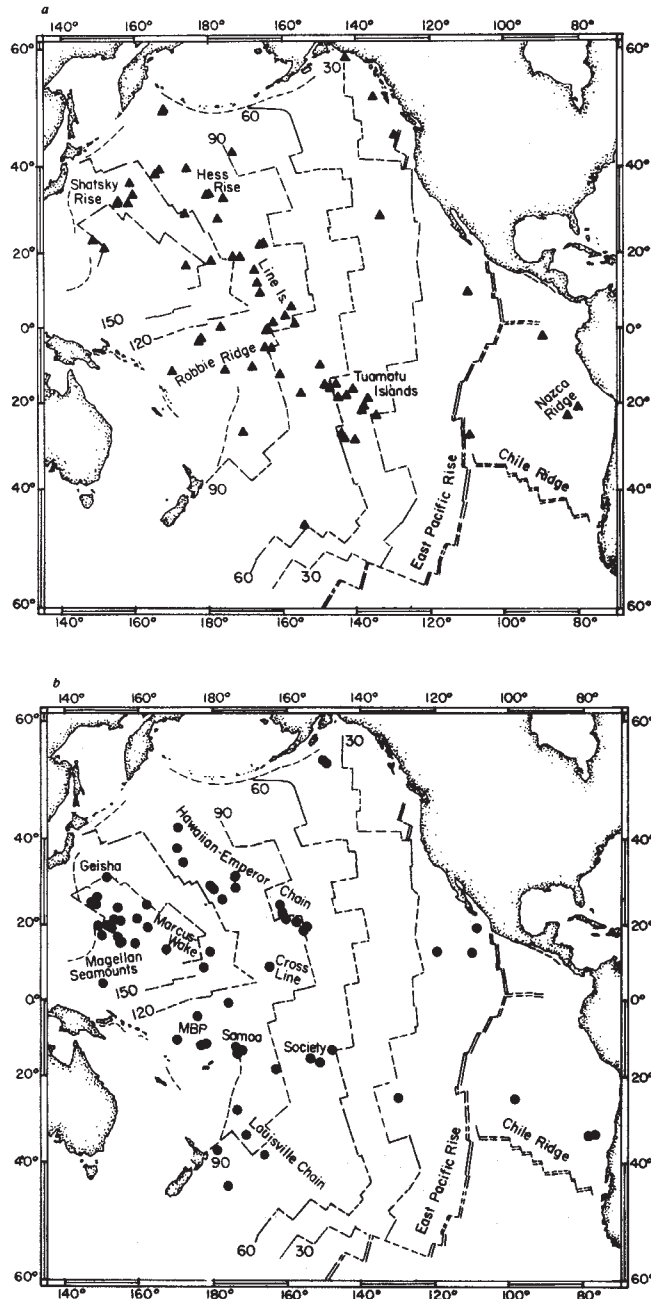 a
140° 160° 180° 160° 140° 120° 100° 80°
60° 60°
30
60
90
40° 40°
Shatsky Rise
Hess Rise
20° 20°
Line Is.
150
120
0° 0°
Robbie Ridge
Tuamatu Islands
20° 20°
Nazca Ridge
Chile Ridge
East Pacific Rise
40° 40°
90
60
30
60° 60°
140° 160° 180° 160° 140° 120° 100° 80°
b
140° 160° 180° 160° 140° 120° 100° 80°
60° 60°
30
60
90
Hawaiian-Emperor Chain
40° 40°
Geisha
20° 20°
Marcus-Wake
Magellan Seamounts
Cross Line
150
120
0° 0°
MBP
Samoa
Society
20° 20°
Louisville Chain
Chile Ridge
East Pacific Rise
40° 40°
90
60
30
60° 60°
140° 160° 180° 160° 140° 120° 100° 80°